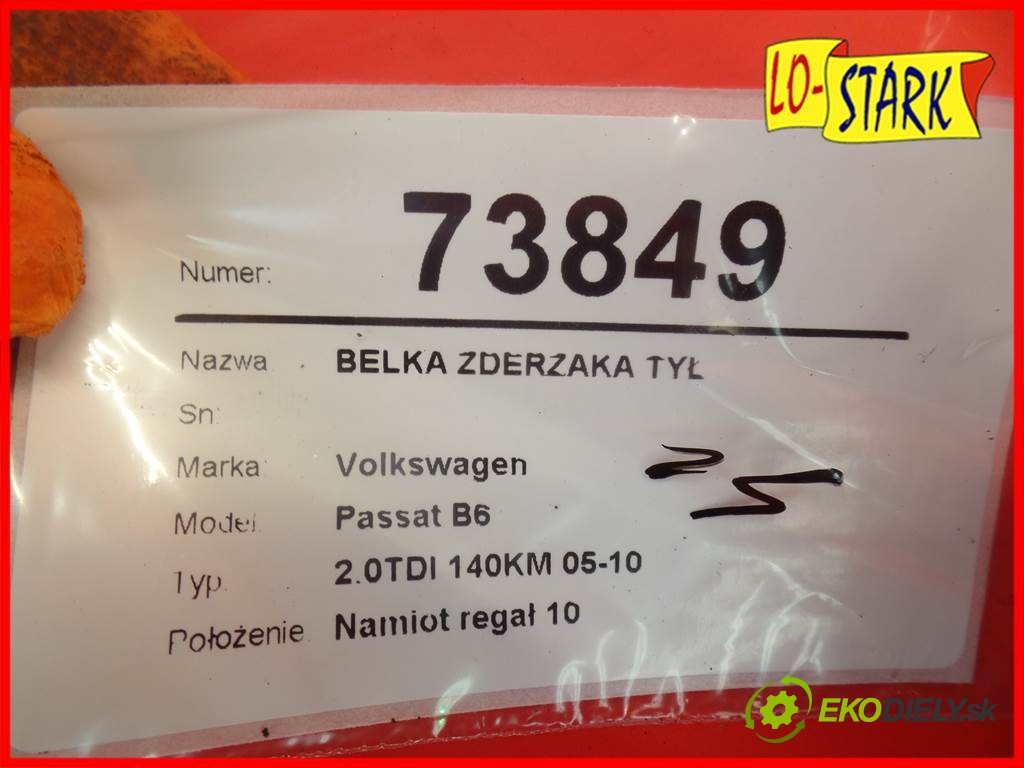 LO-STARK
Numer: 73849
Nazwa BELKA ZDERZAKA TYŁ
Sn:
Marka: Volkswagen
Model: Passat B6
Typ: 2.0TDI 140KM 05-10
Położenie Namiot regał 10
EKODIELY.sk